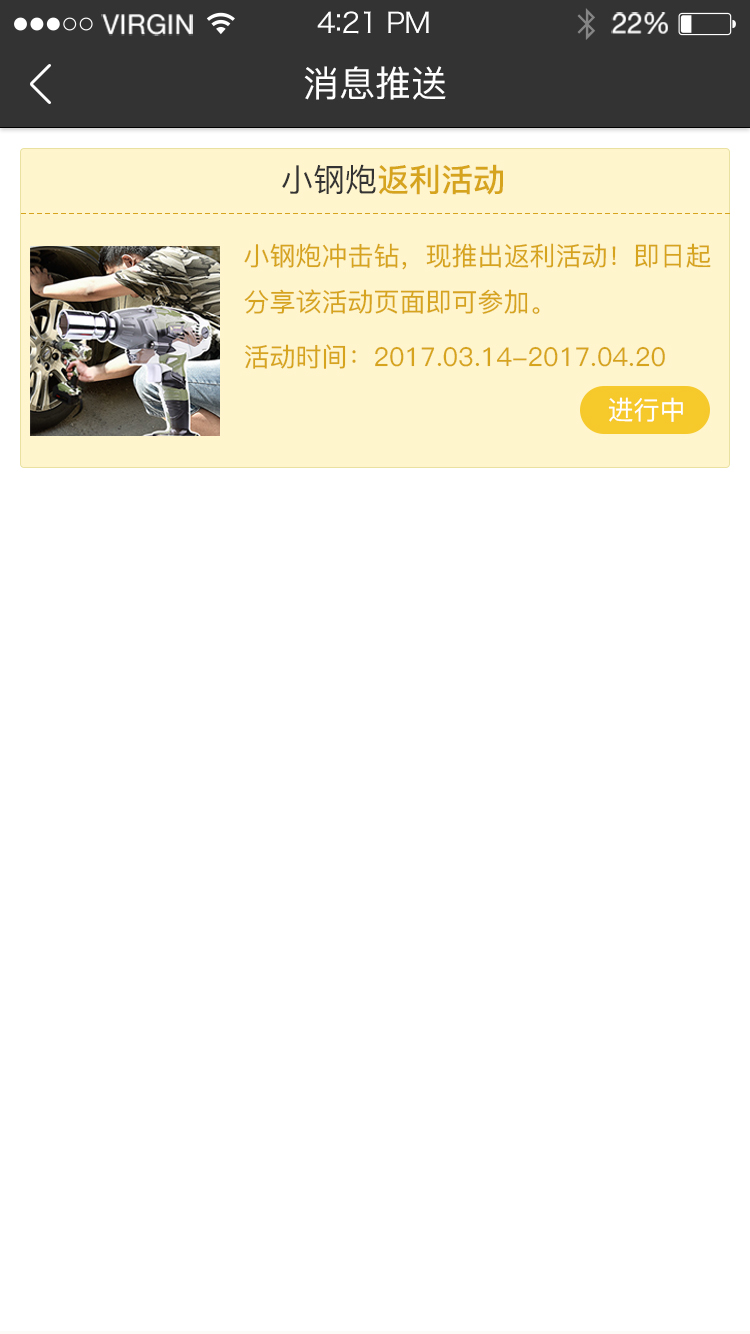 VIRGIN 4:21 PM 22%
消息推送
小钢炮返利活动
小钢炮冲击钻，现推出返利活动！即日起
分享该活动页面即可参加。
活动时间：2017.03.14-2017.04.20
进行中